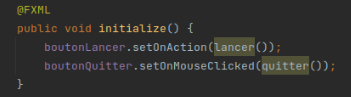 @FXML
public void initialize() {
boutonLancer.setOnAction(lancer());
boutonQuitter.setOnMouseClicked(quitter());
}